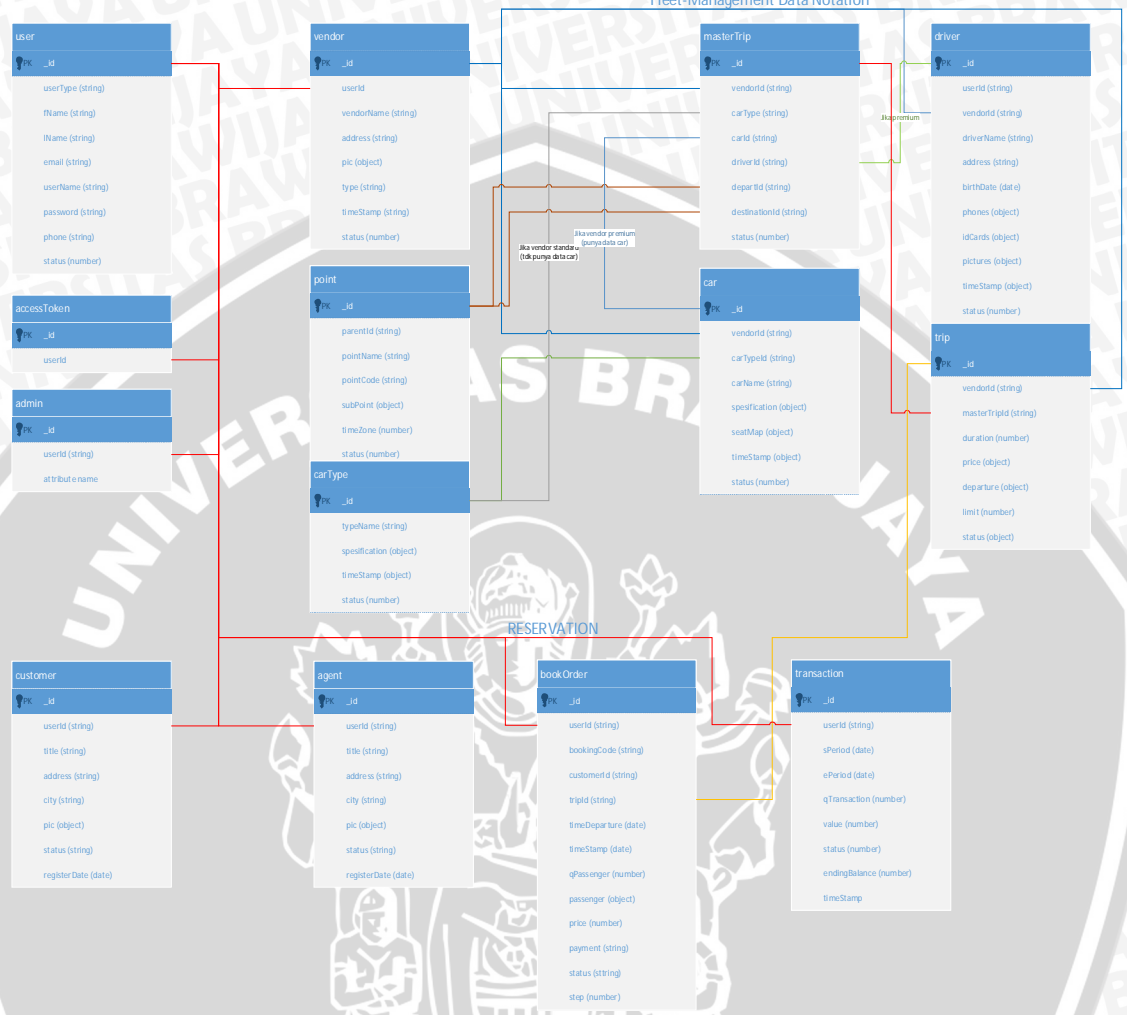 Fleet-Management Data Notation
user
PK _id
userType (string)
fName (string)
lName (string)
email (string)
userName (string)
password (string)
phone (string)
status (number)
accessToken
PK _id
userId
admin
PK _id
userId (string)
attribute name
vendor
PK _id
userId
vendorName (string)
address (string)
pic (object)
type (string)
timeStamp (string)
status (number)
point
PK _id
parentId (string)
pointName (string)
pointCode (string)
subPoint (object)
timeZone (number)
status (number)
carType
PK _id
typeName (string)
spesification (object)
timeStamp (object)
status (number)
Jika vendor standard
(tdk punya data car)
Jika vendor premium
(punya data car)
masterTrip
PK _id
vendorId (string)
carType (string)
carId (string)
driverId (string)
departId (string)
destinationId (string)
status (number)
car
PK _id
vendorId (string)
carTypeId (string)
carName (string)
spesification (object)
seatMap (object)
timeStamp (object)
status (number)
Jika premium
driver
PK _id
userId (string)
vendorId (string)
driverName (string)
address (string)
birthDate (date)
phones (object)
idCards (object)
pictures (object)
timeStamp (object)
status (number)
trip
PK _id
vendorId (string)
masterTripId (string)
duration (number)
price (object)
departure (object)
limit (number)
status (object)
RESERVATION
customer
PK _id
userId (string)
title (string)
address (string)
city (string)
pic (object)
status (string)
registerDate (date)
agent
PK _id
userId (string)
title (string)
address (string)
city (string)
pic (object)
status (string)
registerDate (date)
bookOrder
PK _id
userId (string)
bookingCode (string)
customerId (string)
tripId (string)
timeDeparture (date)
timeStamp (date)
qPassenger (number)
passenger (object)
price (number)
payment (string)
status (sttring)
step (number)
transaction
PK _id
userId (string)
sPeriod (date)
ePeriod (date)
qTransaction (number)
value (number)
status (number)
endingBalance (number)
timeStamp